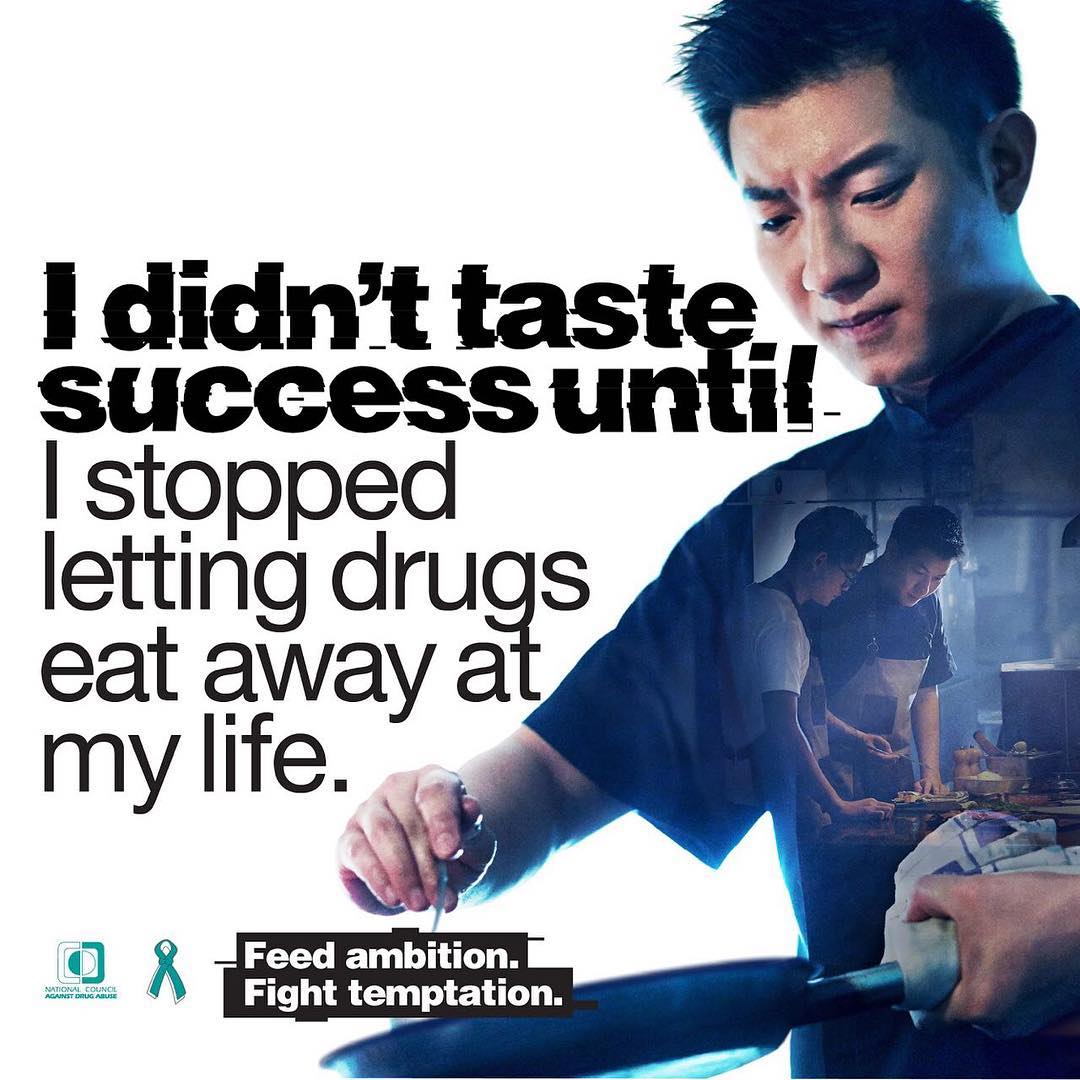 I didn't taste
success until
I stopped
letting drugs
eat away at
my life.
NATIONAL COUNCIL
AGAINST DRUG ABUSE
Feed ambition.
Fight temptation.